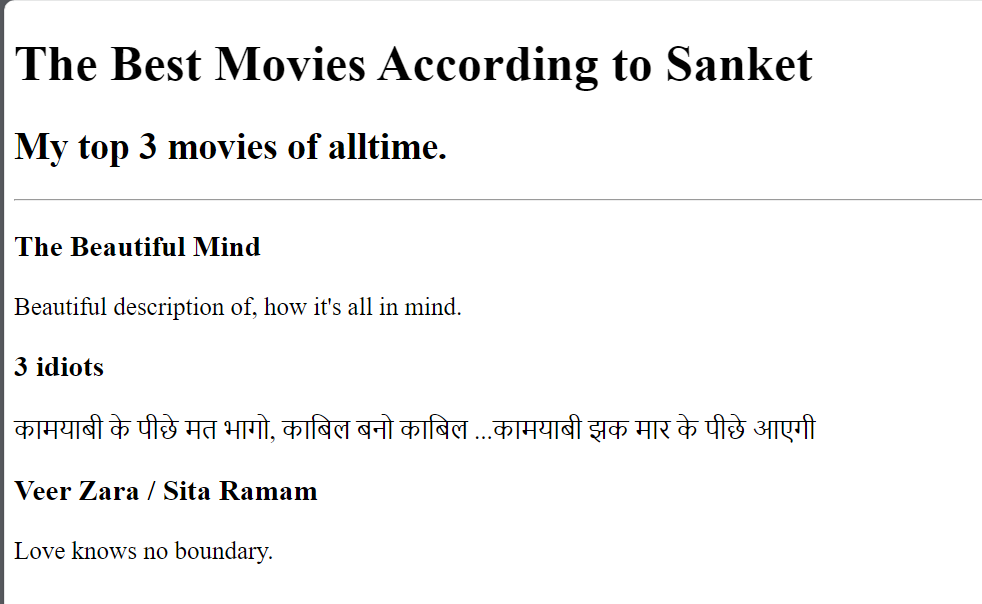 The Best Movies According to Sanket
My top 3 movies of alltime.
The Beautiful Mind
Beautiful description of, how it's all in mind.
3 idiots
कामयाबी के पीछे मत भागो, काबिल बनो काबिल ...कामयाबी झक मार के पीछे आएगी
Veer Zara / Sita Ramam
Love knows no boundary.